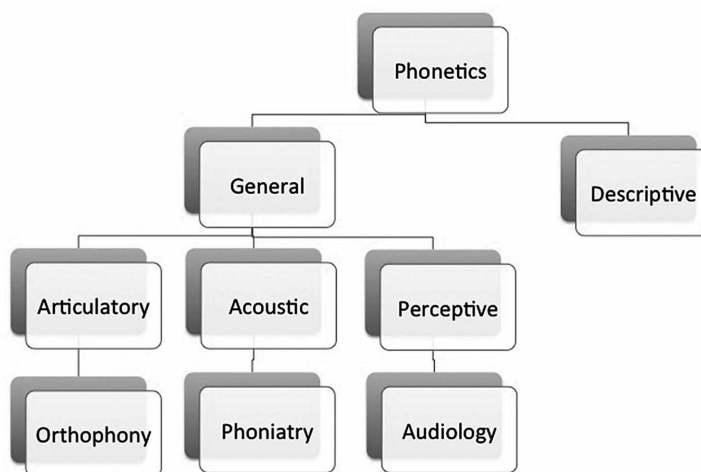 Phonetics
General
Descriptive
Articulatory
Acoustic
Perceptive
Orthophony
Phoniatry
Audiology